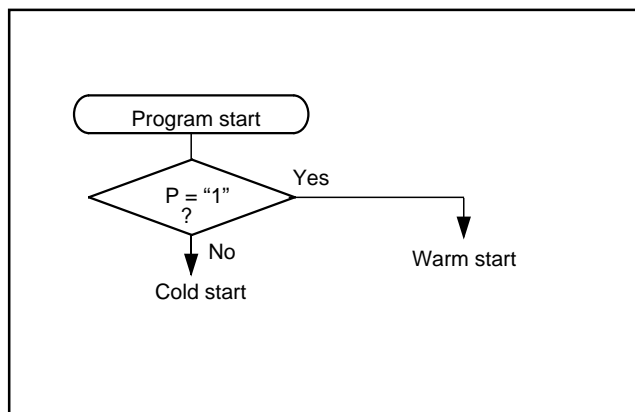 Program start
P = “1”
?
Yes
No
Warm start
Cold start